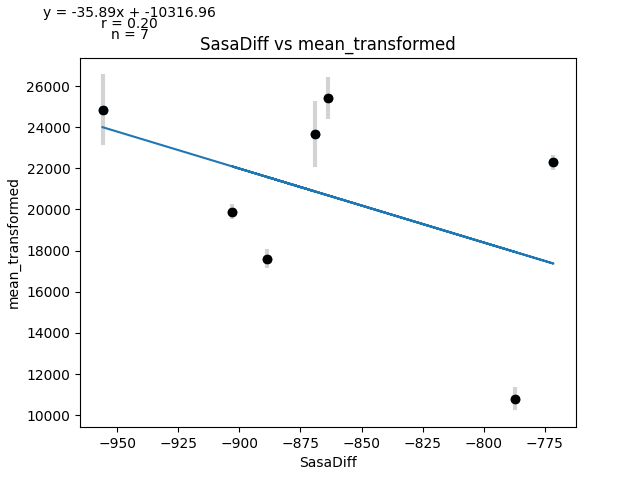 y = -35.89x + -10316.96
r = 0.20
n = 7
SasaDiff vs mean_transformed
26000
24000
22000
20000
18000
16000
14000
12000
10000
mean_transformed
−950 −925 −900 −875 −850 −825 −800 −775
SasaDiff